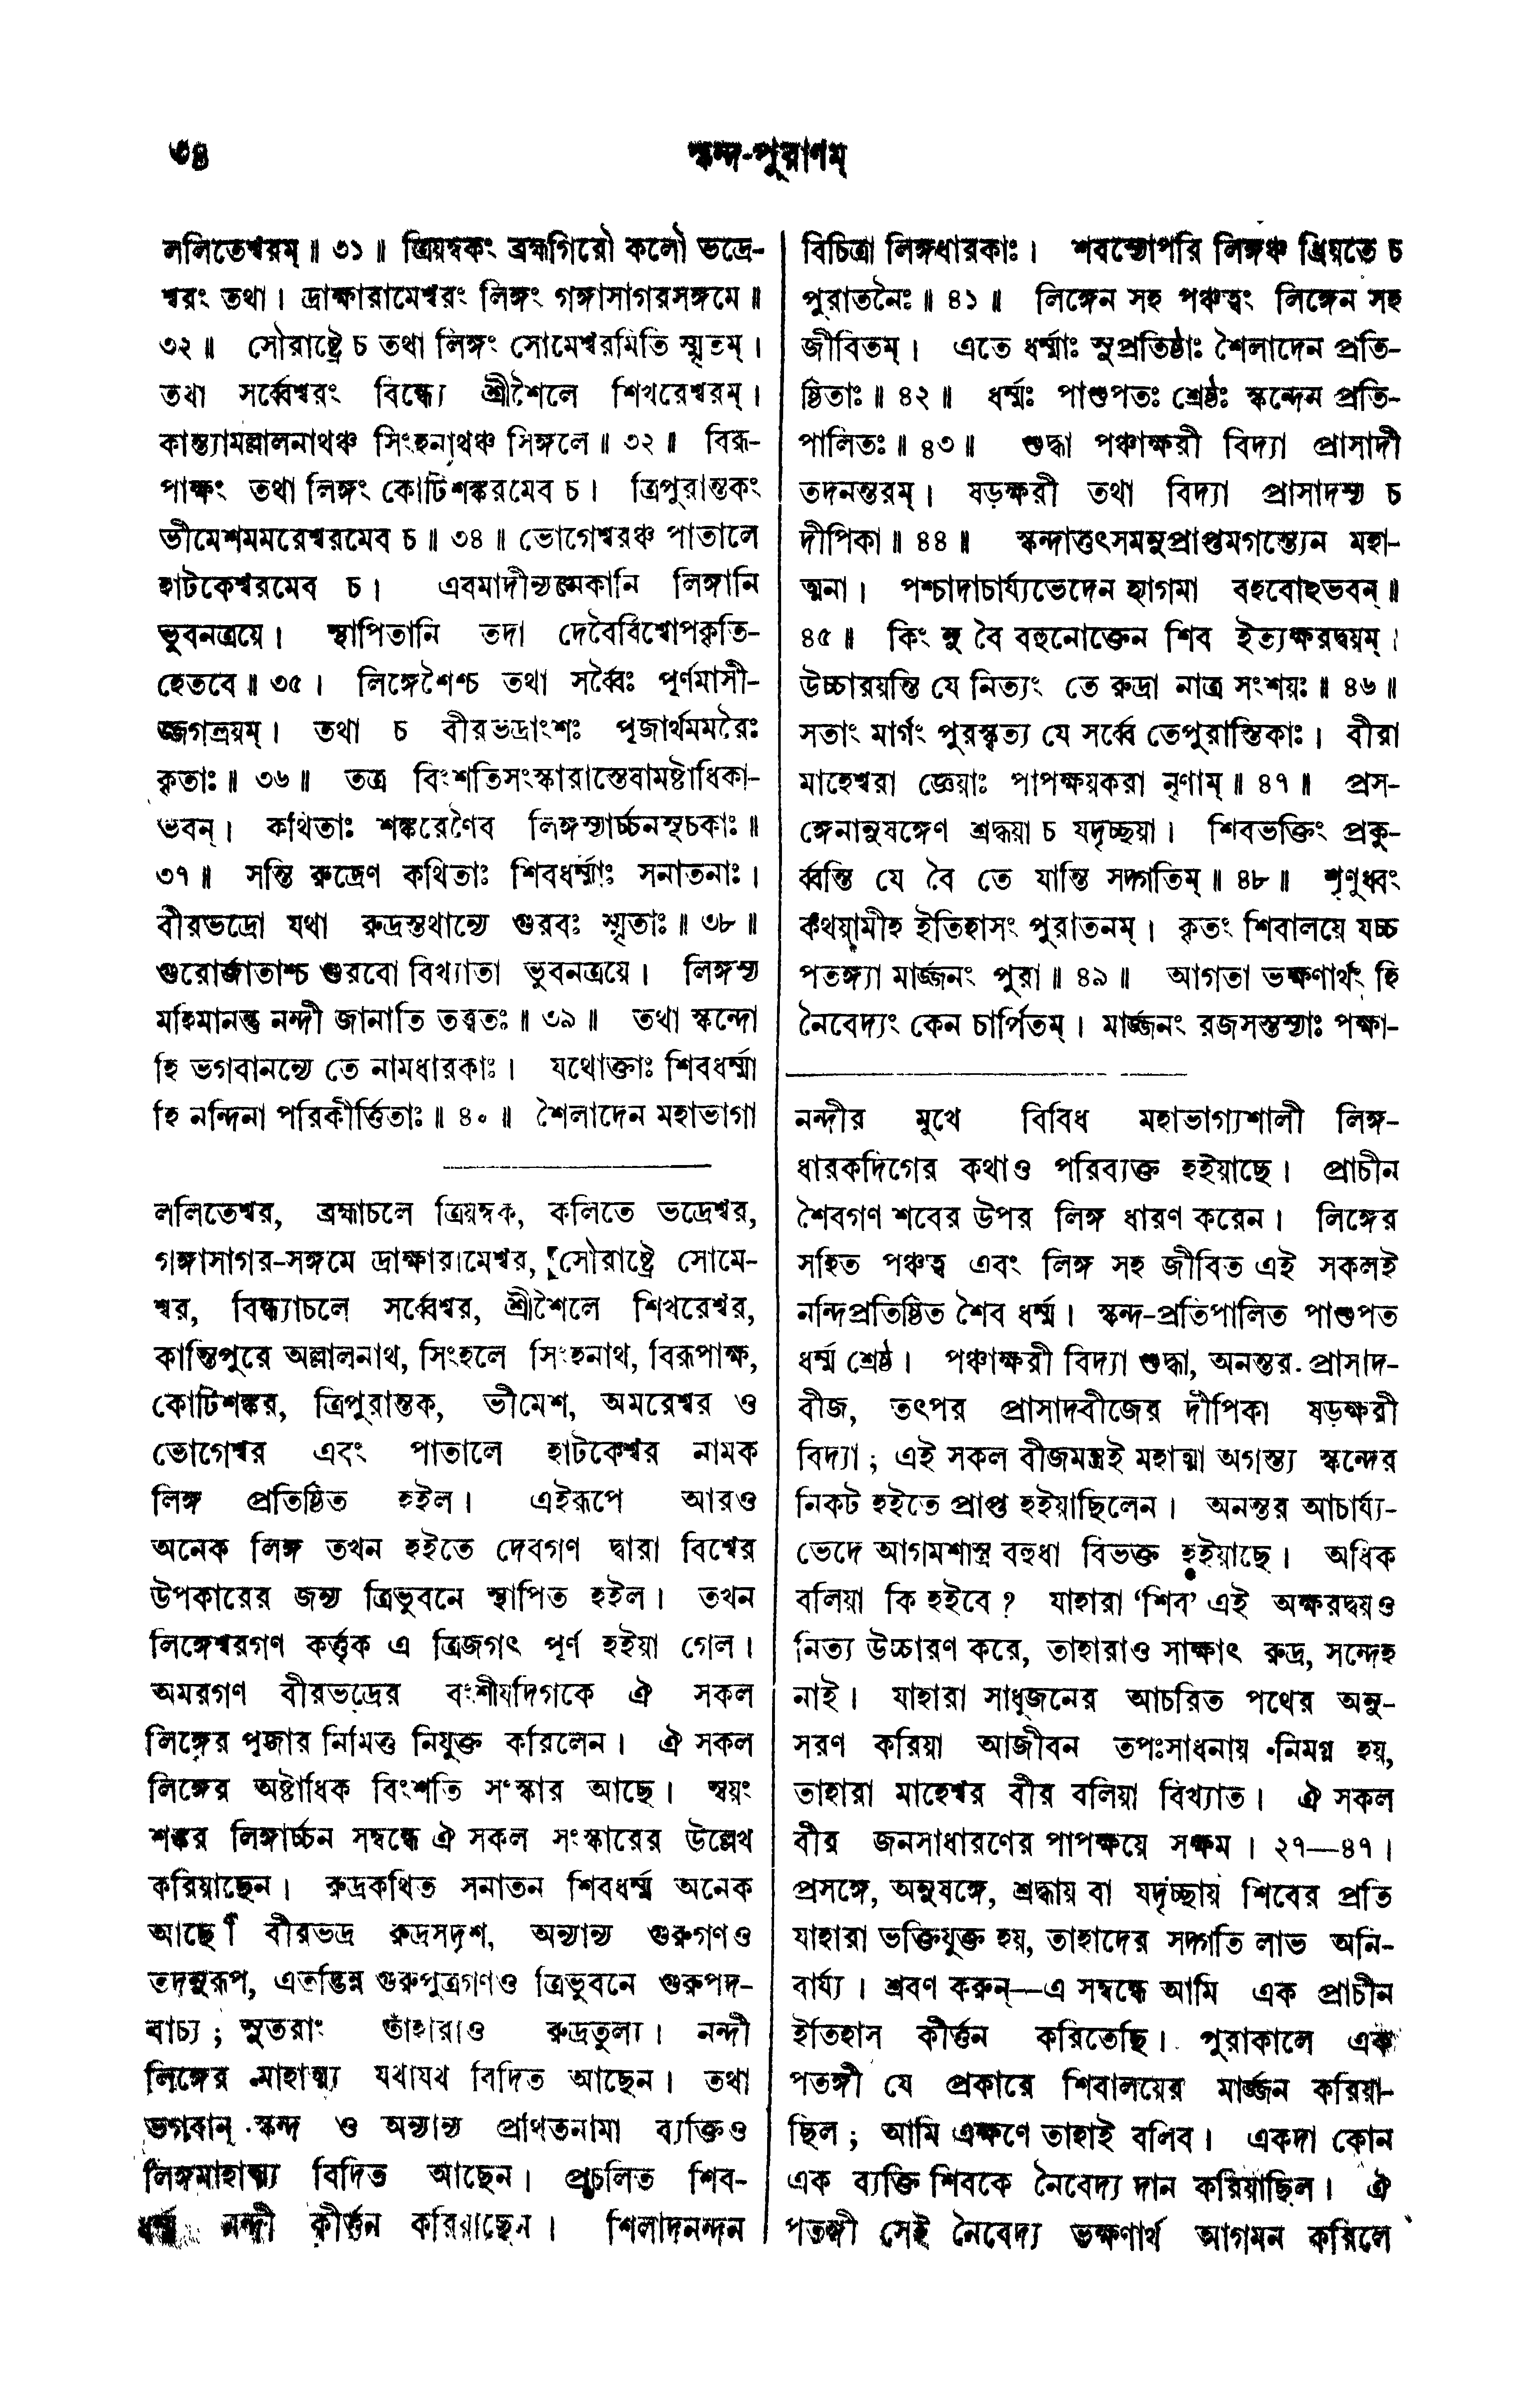 ৩৪
স্কন্দ-পুরাণম্
ললিতেশ্বরম্ ॥ ৩১ ॥ ত্রিয়ম্বকং ব্রহ্মগিরৌ কলৌ ভদ্রে-
শ্বরং তথা । দ্রাক্ষারামেশ্বরং লিঙ্গং গঙ্গাসাগরসঙ্গমে ॥
৩২ ॥ সৌরাষ্ট্রে চ তথা লিঙ্গং সোমেশ্বরমিতি স্মৃতম্ ।
তথা সর্ব্বেশ্বরং বিন্ধ্যে শ্রীশৈলে শিখরেশ্বরম্ ।
কান্ত্যামল্লালনাথঞ্চ সিংহনাথঞ্চ সিঙ্গলে ॥ ৩২ ॥ বিরূ-
পাক্ষং তথা লিঙ্গং কোটিশঙ্করমেব চ । ত্রিপুরান্তকং
ভীমেশমমরেশ্বরমেব চ ॥ ৩৪ ॥ ভোগেশ্বরঞ্চ পাতালে
হাটকেশ্বরমেব চ । এবমাদীন্যনেকানি লিঙ্গানি
ভুবনত্রয়ে । স্থাপিতানি তদা দেবৈর্বিশ্বোপকৃতি-
হেতবে ॥ ৩৫ । লিঙ্গেশৈশ্চ তথা সর্ব্বৈঃ পূর্ণমাসী-
জ্জগত্রয়ম্ । তথা চ বীরভদ্রাংশঃ পূজার্থমমরৈঃ
কৃতাঃ ॥ ৩৬ ॥ তত্র বিংশতিসংস্কারাস্তেষামষ্টাধিকা-
ভবন্ । কথিতাঃ শঙ্করেণৈব লিঙ্গস্যার্চ্চনসূচকাঃ ॥
৩৭ ॥ সন্তি রুদ্রেণ কথিতাঃ শিবধর্ম্মাঃ সনাতনাঃ ।
বীরভদ্রো যথা রুদ্রস্তথান্যে গুরবঃ স্মৃতাঃ ॥ ৩৮ ॥
গুরোর্জাতাশ্চ গুরবো বিখ্যাতা ভুবনত্রয়ে । লিঙ্গস্য
মহিমানন্তু নন্দী জানাতি তত্ত্বতঃ ॥ ৩৯ ॥ তথা স্কন্দো
হি ভগবানন্যে তে নামধারকাঃ । যথোক্তাঃ শিবধর্ম্মা
হি নন্দিনা পরিকীর্ত্তিতাঃ ॥ ৪০ ॥ শৈলাদেন মহাভাগা
ললিতেশ্বর, ব্রহ্মাচলে ত্রিয়ম্বক, কলিতে ভদ্রেশ্বর,
গঙ্গাসাগর-সঙ্গমে দ্রাক্ষারামেশ্বর, সৌরাষ্ট্রে সোমে-
শ্বর, বিন্ধ্যাচলে সর্ব্বেশ্বর, শ্রীশৈলে শিখরেশ্বর,
কান্তিপুরে অল্লালনাথ, সিংহলে সিংহনাথ, বিরূপাক্ষ,
কোটিশঙ্কর, ত্রিপুরান্তক, ভীমেশ, অমরেশ্বর ও
ভোগেশ্বর এবং পাতালে হাটকেশ্বর নামক
লিঙ্গ প্রতিষ্ঠিত হইল । এইরূপে আরও
অনেক লিঙ্গ তখন হইতে দেবগণ দ্বারা বিশ্বের
উপকারের জন্য ত্রিভুবনে স্থাপিত হইল । তখন
লিঙ্গেশ্বরগণ কর্ত্তৃক এ ত্রিজগৎ পূর্ণ হইয়া গেল ।
অমরগণ বীরভদ্রের বংশীয়দিগকে ঐ সকল
লিঙ্গের পূজার নিমিত্ত নিযুক্ত করিলেন । ঐ সকল
লিঙ্গের অষ্টাধিক বিংশতি সংস্কার আছে । স্বয়ং
শঙ্কর লিঙ্গার্চ্চন সম্বন্ধে ঐ সকল সংস্কারের উল্লেখ
করিয়াছেন । রুদ্রকথিত সনাতন শিবধর্ম্ম অনেক
আছে । বীরভদ্র রুদ্রসদৃশ, অন্যান্য গুরুগণও
তদনুরূপ, এতদ্ভিন্ন গুরুপুত্রগণও ত্রিভুবনে গুরুপদ-
বাচ্য ; সুতরাং তাঁহারাও রুদ্রতুল্য । নন্দী
লিঙ্গের মাহাত্ম্য যথাযথ বিদিত আছেন । তথা
ভগবান্ স্কন্দ ও অন্যান্য প্রথিতনামা ব্যক্তিও
লিঙ্গমাহাত্ম্য বিদিত আছেন । প্রচলিত শিব-
ধর্ম্ম নন্দী কীর্ত্তন করিয়াছেন । শিলাদনন্দন
বিচিত্রা লিঙ্গধারকাঃ । শবস্যোপরি লিঙ্গঞ্চ ধ্রিয়তে চ
পুরাতনৈঃ ॥ ৪১ ॥ লিঙ্গেন সহ পঞ্চত্বং লিঙ্গেন সহ
জীবিতম্ । এতে ধর্ম্মাঃ সুপ্রতিষ্ঠাঃ শৈলাদেন প্রতি-
ষ্ঠিতাঃ ॥ ৪২ ॥ ধর্ম্মঃ পাশুপতঃ শ্রেষ্ঠঃ স্কন্দেন প্রতি-
পালিতঃ ॥ ৪৩ ॥ শুদ্ধা পঞ্চাক্ষরী বিদ্যা প্রাসাদী
তদনন্তরম্ । ষড়ক্ষরী তথা বিদ্যা প্রাসাদস্য চ
দীপিকা ॥ ৪৪ ॥ স্কন্দাত্তৎসমনুপ্রাপ্তমগস্ত্যেন মহা-
ত্মনা । পশ্চাদাচার্য্যভেদেন হ্যাগমা বহবোঽভবন্ ॥
৪৫ ॥ কিং নু বৈ বহুনোক্তেন শিব ইত্যক্ষরদ্বয়ম্ ।
উচ্চারয়ন্তি যে নিত্যং তে রুদ্রা নাত্র সংশয়ঃ ॥ ৪৬ ॥
সতাং মার্গং পুরস্কৃত্য যে সর্ব্বে তেপুরান্তিকাঃ । বীরা
মাহেশ্বরা জ্ঞেয়াঃ পাপক্ষয়করা নৃণাম্ ॥ ৪৭ ॥ প্রস-
ঙ্গেনানুষঙ্গেণ শ্রদ্ধয়া চ যদৃচ্ছয়া । শিবভক্তিং প্রকু-
র্ব্বন্তি যে বৈ তে যান্তি সদ্গতিম্ ॥ ৪৮ ॥ শৃণুধ্বং
কথয়ামীহ ইতিহাসং পুরাতনম্ । কৃতং শিবালয়ে যচ্চ
পতঙ্গ্যা মার্জ্জনং পুরা ॥ ৪৯ ॥ আগতা ভক্ষণার্থং হি
নৈবেদ্যং কেন চার্পিতম্ । মার্জ্জনং রজসস্তস্যাঃ পক্ষা-
নন্দীর মুখে বিবিধ মহাভাগ্যশালী লিঙ্গ-
ধারকদিগের কথাও পরিব্যক্ত হইয়াছে । প্রাচীন
শৈবগণ শবের উপর লিঙ্গ ধারণ করেন । লিঙ্গের
সহিত পঞ্চত্ব এবং লিঙ্গ সহ জীবিত এই সকলই
নন্দিপ্রতিষ্ঠিত শৈব ধর্ম্ম । স্কন্দ-প্রতিপালিত পাশুপত
ধর্ম্ম শ্রেষ্ঠ । পঞ্চাক্ষরী বিদ্যা শুদ্ধা, অনন্তর প্রাসাদ-
বীজ, তৎপর প্রাসাদবীজের দীপিকা ষড়ক্ষরী
বিদ্যা ; এই সকল বীজমন্ত্রই মহাত্মা অগস্ত্য স্কন্দের
নিকট হইতে প্রাপ্ত হইয়াছিলেন । অনন্তর আচার্য্য-
ভেদে আগমশাস্ত্র বহুধা বিভক্ত হইয়াছে । অধিক
বলিয়া কি হইবে ? যাহারা ‘শিব’ এই অক্ষরদ্বয়ও
নিত্য উচ্চারণ করে, তাহারাও সাক্ষাৎ রুদ্র, সন্দেহ
নাই । যাহারা সাধুজনের আচরিত পথের অনু-
সরণ করিয়া আজীবন তপঃসাধনায় নিমগ্ন হয়,
তাহারা মাহেশ্বর বীর বলিয়া বিখ্যাত । ঐ সকল
বীর জনসাধারণের পাপক্ষয়ে সক্ষম । ২৭—৪৭ ।
প্রসঙ্গে, অনুষঙ্গে, শ্রদ্ধায় বা যদৃচ্ছায় শিবের প্রতি
যাহারা ভক্তিযুক্ত হয়, তাহাদের সদ্গতি লাভ অনি-
বার্য্য । শ্রবণ করুন্—এ সম্বন্ধে আমি এক প্রাচীন
ইতিহাস কীর্ত্তন করিতেছি । পুরাকালে এক
পতঙ্গী যে প্রকারে শিবালয়ের মার্জ্জন করিয়া-
ছিল ; আমি এক্ষণে তাহাই বলিব । একদা কোন
এক ব্যক্তি শিবকে নৈবেদ্য দান করিয়াছিল । ঐ
পতঙ্গী সেই নৈবেদ্য ভক্ষণার্থ আগমন করিলে